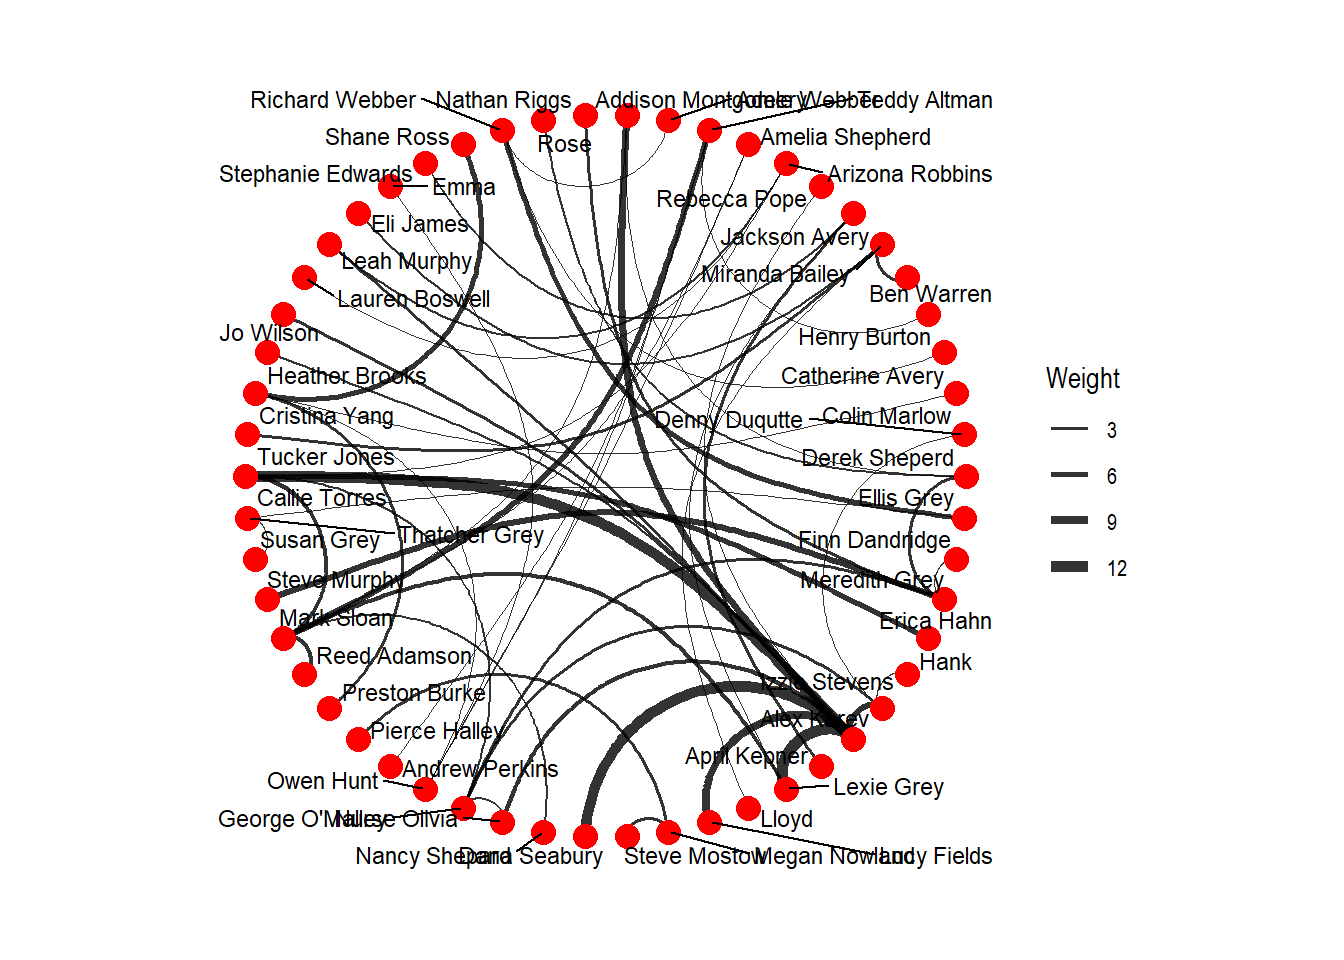 Richard Webber
Nathan Riggs
Addison Montgomery
Adele Webber
Teddy Altman
Shane Ross
Rose
Amelia Shepherd
Stephanie Edwards
Emma
Rebecca Pope
Arizona Robbins
Eli James
Jackson Avery
Leah Murphy
Miranda Bailey
Lauren Boswell
Ben Warren
Jo Wilson
Henry Burton
Heather Brooks
Catherine Avery
Cristina Yang
Denny Duqutte
Colin Marlow
Tucker Jones
Derek Sheperd
Callie Torres
Ellis Grey
Susan Grey
Thatcher Grey
Finn Dandridge
Steve Murphy
Meredith Grey
Mark Sloan
Erica Hahn
Reed Adamson
Hank
Preston Burke
Izzie Stevens
Pierce Halley
Alex Karev
Andrew Perkins
April Kepner
Owen Hunt
Lexie Grey
George O'Malley
Nurse Olivia
Lloyd
Nancy Shepard
Dana Seabury
Steve Mostow
Megan Nowland
Lucy Fields
Weight
3
6
9
12